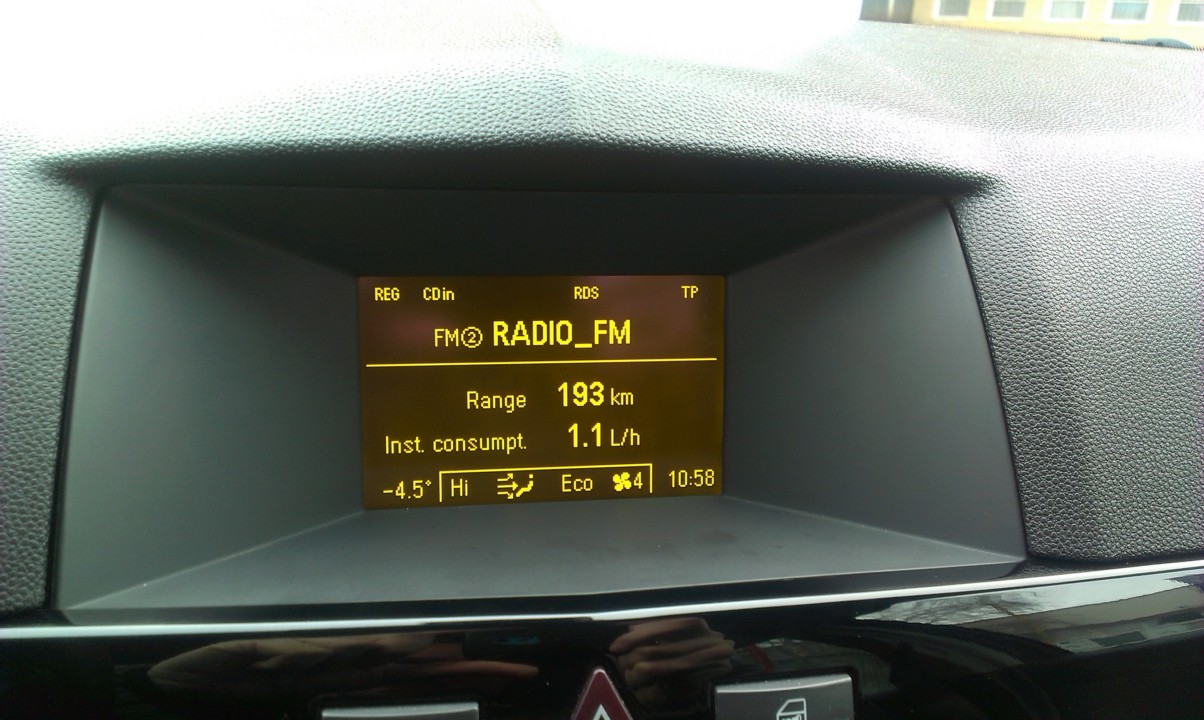 REG CDin RDS TP
FM② RADIO_FM
Range 193 km
Inst. consumpt. 1.1 L/h
-4.5° Hi Eco 4 10:58